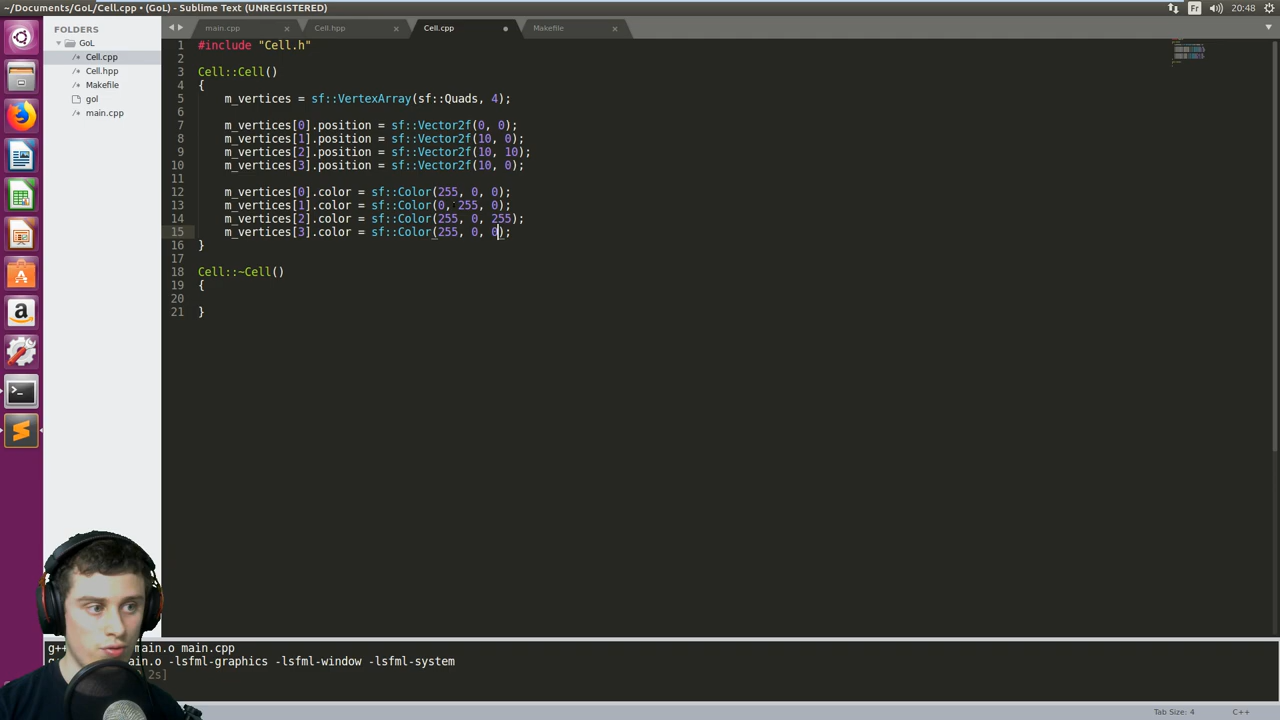 ~/Documents/GoL/Cell.cpp • (GoL) - Sublime Text (UNREGISTERED)
Fr
20:48
FOLDERS
GoL
Cell.cpp
Cell.hpp
Makefile
gol
main.cpp
main.cpp
Cell.hpp
Cell.cpp
Makefile
1 #include "Cell.h"
2
3 Cell::Cell()
4 {
5 m_vertices = sf::VertexArray(sf::Quads, 4);
6
7 m_vertices[0].position = sf::Vector2f(0, 0);
8 m_vertices[1].position = sf::Vector2f(10, 0);
9 m_vertices[2].position = sf::Vector2f(10, 10);
10 m_vertices[3].position = sf::Vector2f(10, 0);
11
12 m_vertices[0].color = sf::Color(255, 0, 0);
13 m_vertices[1].color = sf::Color(0, 255, 0);
14 m_vertices[2].color = sf::Color(255, 0, 255);
15 m_vertices[3].color = sf::Color(255, 0, 0);
16 }
17
18 Cell::~Cell()
19 {
20
21 }
g++ main.o main.cpp
main.o -lsfml-graphics -lsfml-window -lsfml-system
2s]
Tab Size: 4
C++